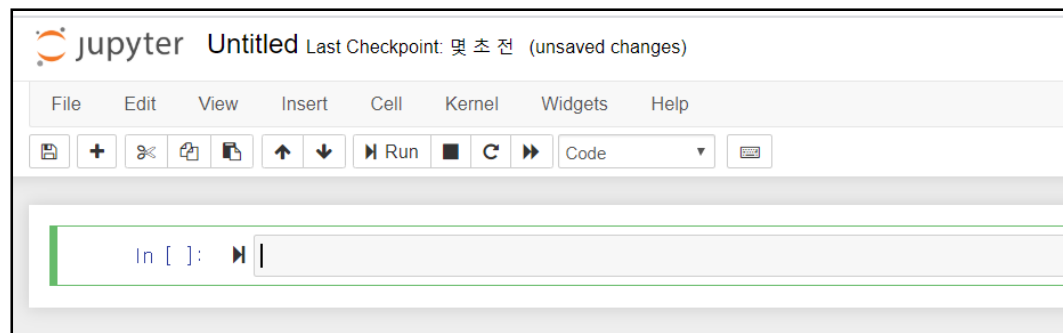 jupyter Untitled Last Checkpoint: 몇 초 전 (unsaved changes)
File Edit View Insert Cell Kernel Widgets Help
Run Code
In [ ]: